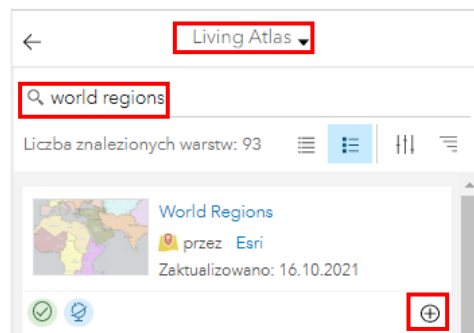 Living Atlas
world regions
Liczba znalezionych warstw: 93
World Regions
przez Esri
Zaktualizowano: 16.10.2021